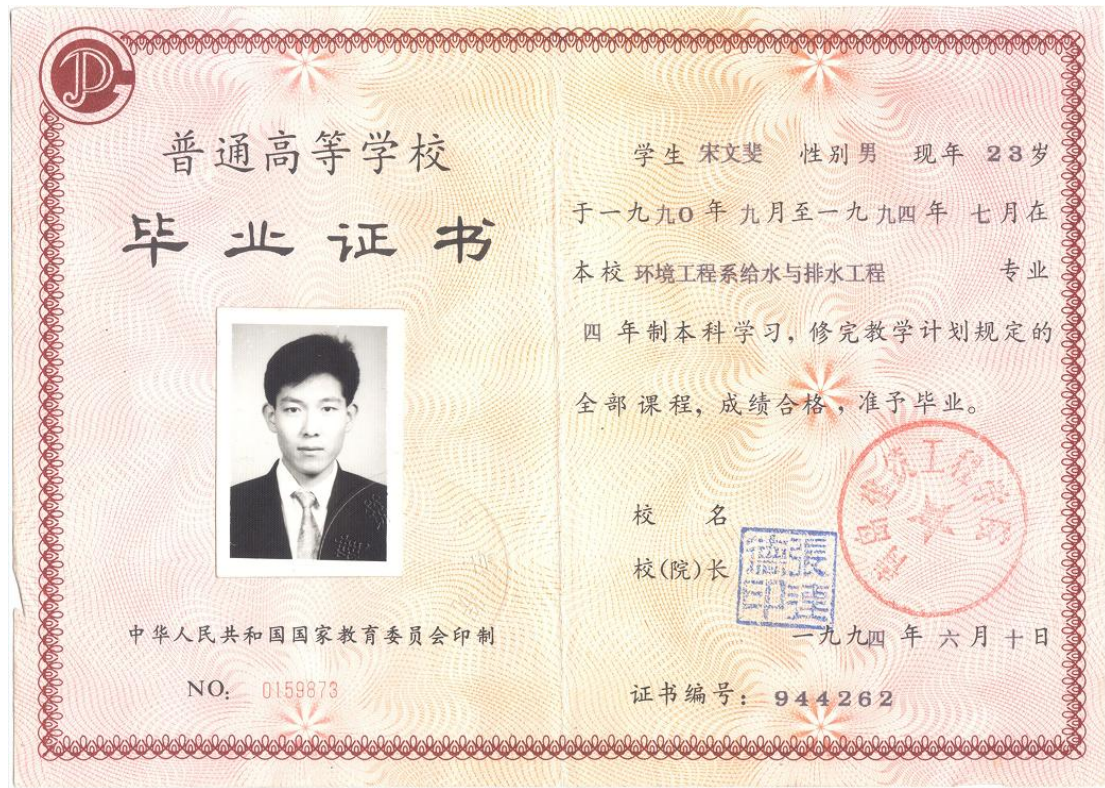 普通高等学校
毕业证书
中华人民共和国国家教育委员会印制
NO: 0159873
学生 宋文斐 性别 男 现年 23岁
于一九九0年 九月至一九九四年 七月在
本校 环境工程系给水与排水工程 专业
四 年制本科学习，修完教学计划规定的
全部课程，成绩合格，准予毕业。
校 名
校(院)长
一九九四 年 六月 十日
证书编号：944262